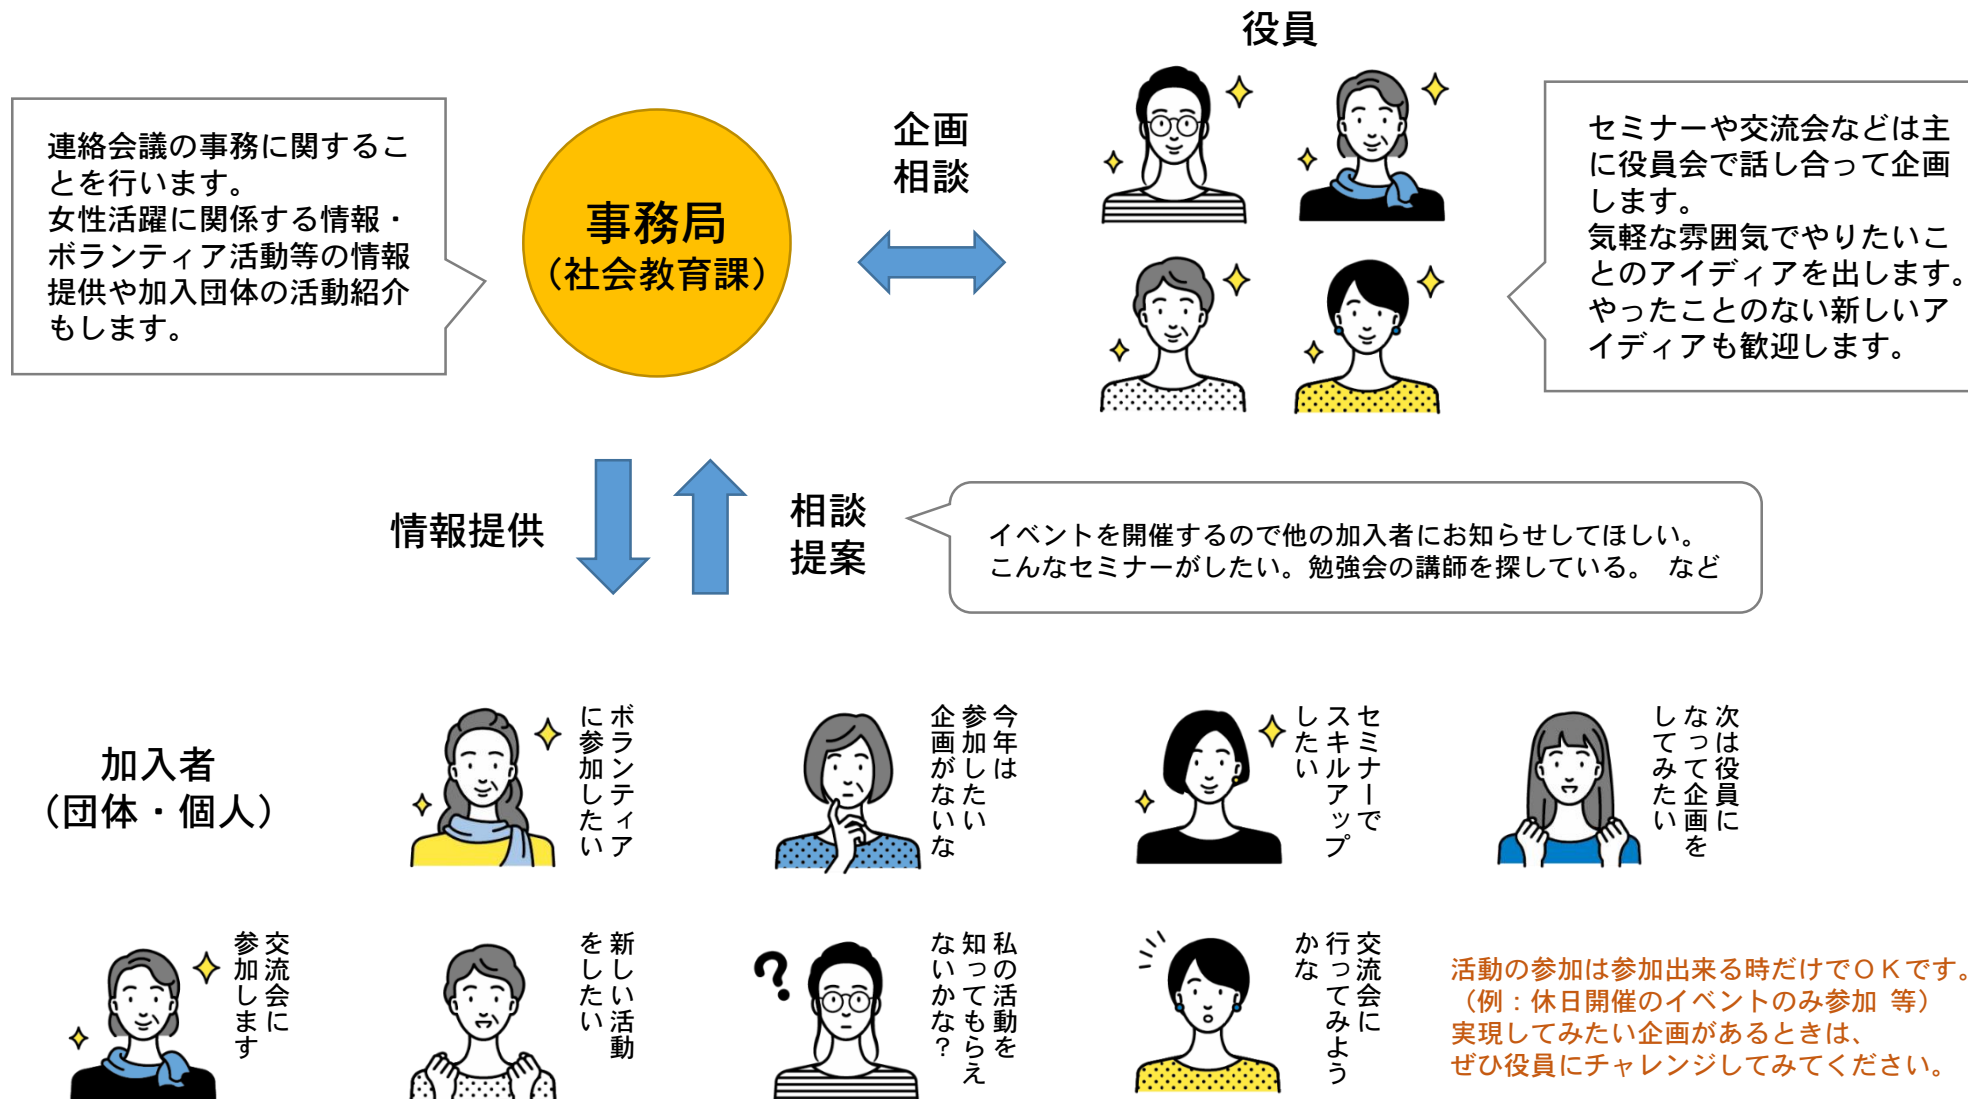 役員
連絡会議の事務に関するこ
とを行います。
女性活躍に関係する情報・
ボランティア活動等の情報
提供や加入団体の活動紹介
もします。
事務局
（社会教育課）
企画
相談
セミナーや交流会などは主
に役員会で話し合って企画
します。
気軽な雰囲気でやりたいこ
とのアイディアを出します。
やったことのない新しいア
イディアも歓迎します。
情報提供
相談
提案
イベントを開催するので他の加入者にお知らせしてほしい。
こんなセミナーがしたい。勉強会の講師を探している。 など
加入者
（団体・個人）
ボランティア
に参加したい
今年は
参加したい
企画がないな
セミナーで
スキルアップ
したい
次は役員に
なって企画を
してみたい
交流会に
参加します
新しい活動
をしたい
私の活動を
知ってもらえ
ないかな？
交流会に
行ってみよう
かな
活動の参加は参加出来る時だけでＯＫです。
（例：休日開催のイベントのみ参加 等）
実現してみたい企画があるときは、
ぜひ役員にチャレンジしてみてください。